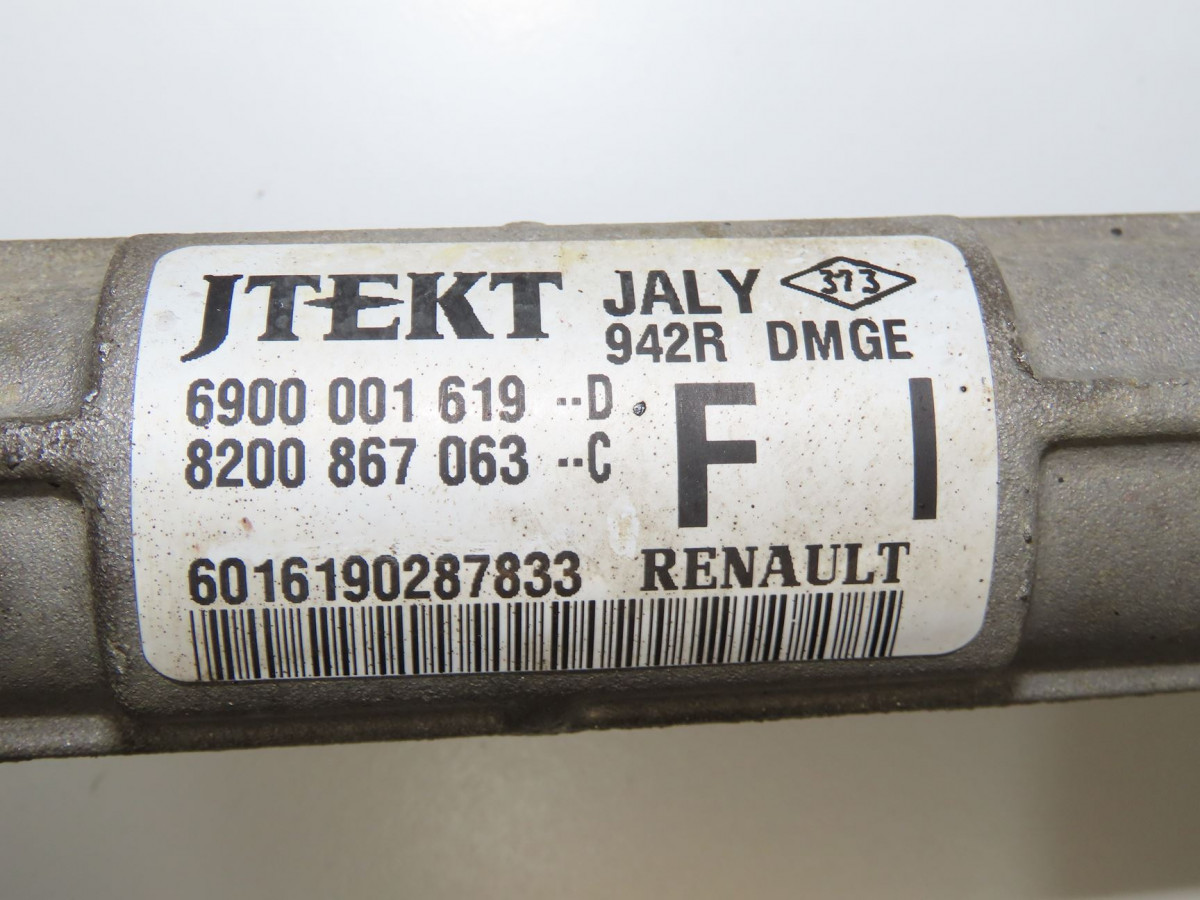 JTEKT JALY 373
942R DMGE
6900 001 619 --D
8200 867 063 --C
F I
6016190287833 RENAULT